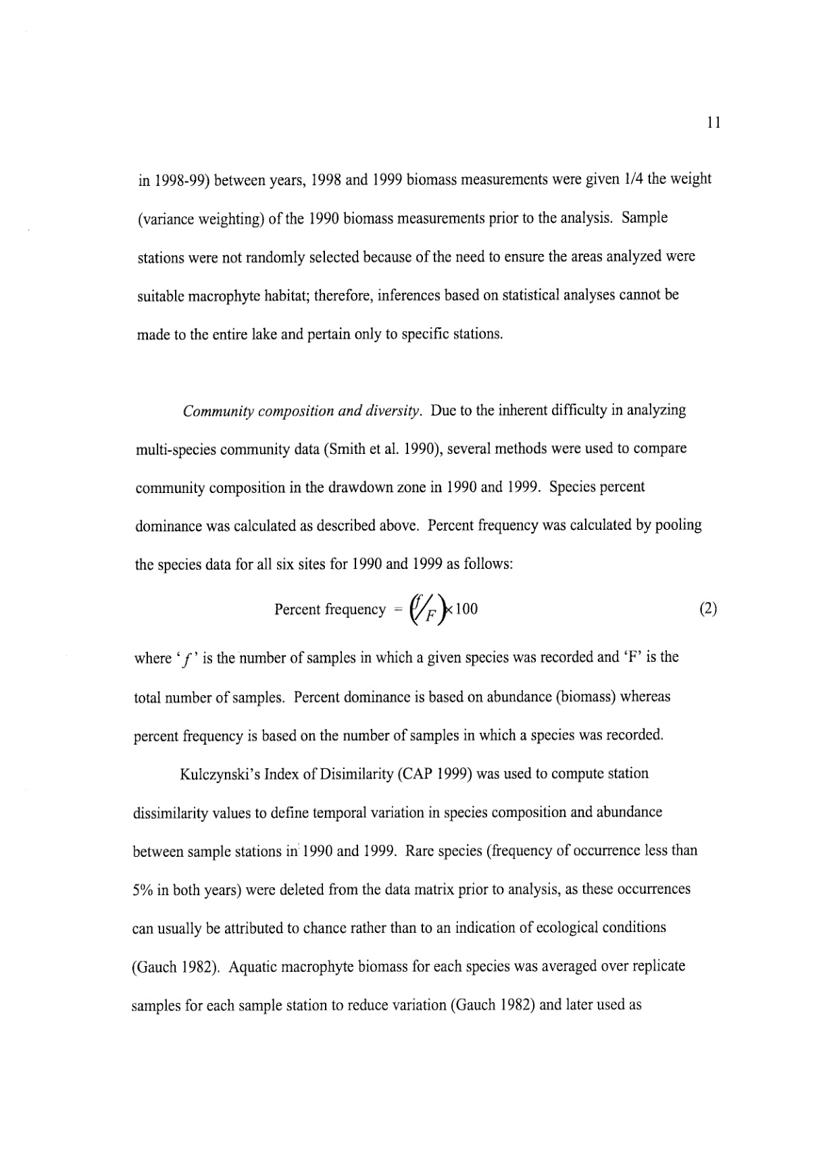 11
in 1998-99) between years, 1998 and 1999 biomass measurements were given 1/4 the weight
(variance weighting) of the 1990 biomass measurements prior to the analysis. Sample
stations were not randomly selected because of the need to ensure the areas analyzed were
suitable macrophyte habitat; therefore, inferences based on statistical analyses cannot be
made to the entire lake and pertain only to specific stations.
Community composition and diversity. Due to the inherent difficulty in analyzing
multi-species community data (Smith et al. 1990), several methods were used to compare
community composition in the drawdown zone in 1990 and 1999. Species percent
dominance was calculated as described above. Percent frequency was calculated by pooling
the species data for all six sites for 1990 and 1999 as follows:
Percent frequency = (f/F)×100 (2)
where ‘f’ is the number of samples in which a given species was recorded and ‘F’ is the
total number of samples. Percent dominance is based on abundance (biomass) whereas
percent frequency is based on the number of samples in which a species was recorded.
Kulczynski’s Index of Disimilarity (CAP 1999) was used to compute station
dissimilarity values to define temporal variation in species composition and abundance
between sample stations in 1990 and 1999. Rare species (frequency of occurrence less than
5% in both years) were deleted from the data matrix prior to analysis, as these occurrences
can usually be attributed to chance rather than to an indication of ecological conditions
(Gauch 1982). Aquatic macrophyte biomass for each species was averaged over replicate
samples for each sample station to reduce variation (Gauch 1982) and later used as